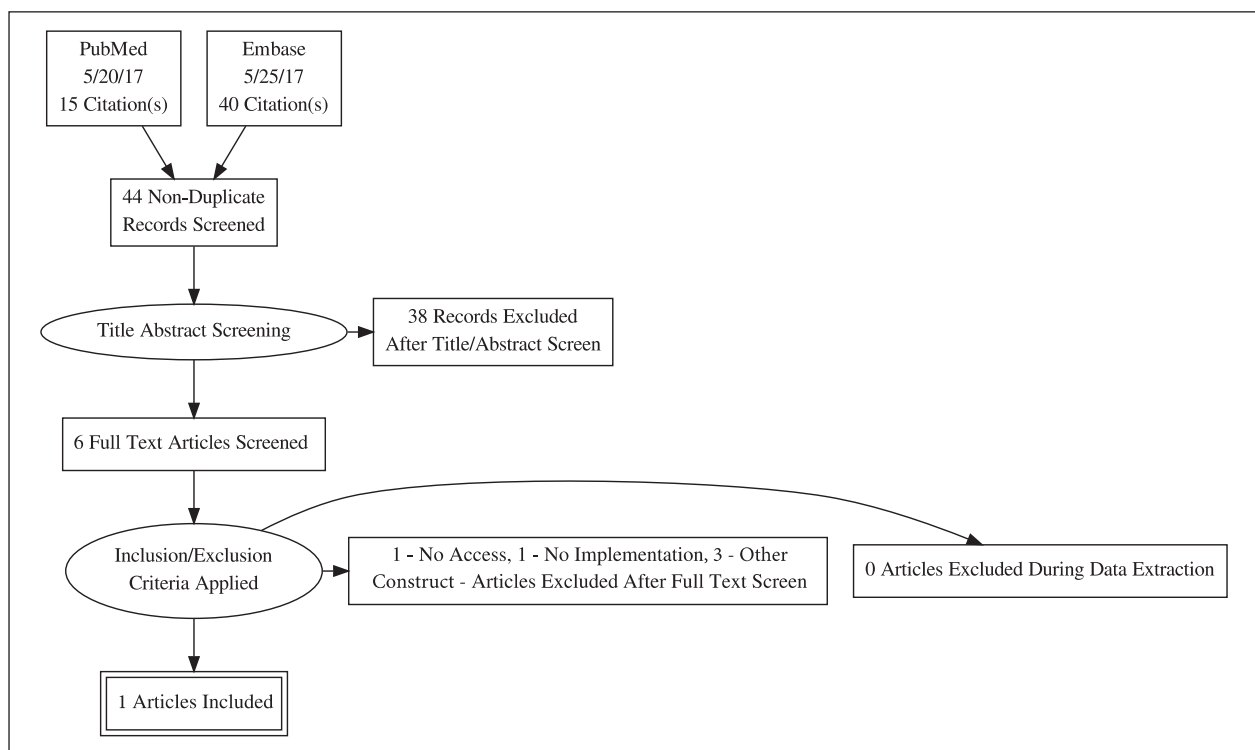 PubMed
5/20/17
15 Citation(s)
Embase
5/25/17
40 Citation(s)
44 Non-Duplicate
Records Screened
Title Abstract Screening
38 Records Excluded
After Title/Abstract Screen
6 Full Text Articles Screened
Inclusion/Exclusion
Criteria Applied
1 - No Access, 1 - No Implementation, 3 - Other
Construct - Articles Excluded After Full Text Screen
0 Articles Excluded During Data Extraction
1 Articles Included